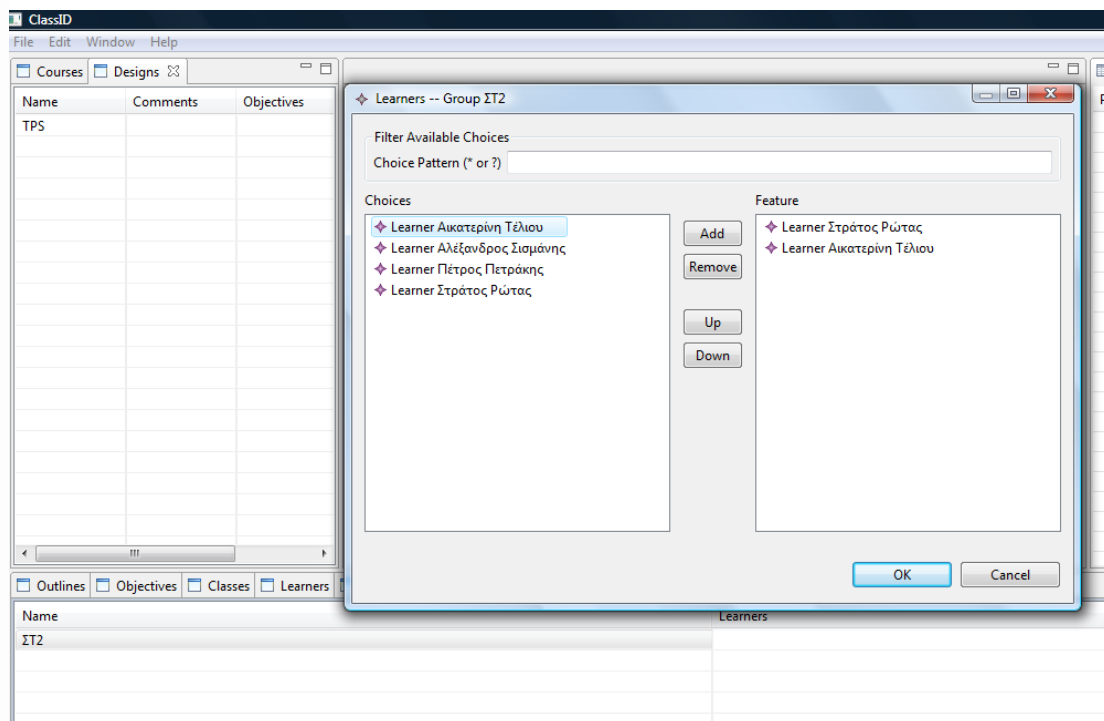 ClassID
File Edit Window Help
Courses Designs
Name Comments Objectives
TPS
Learners -- Group ΣΤ2
Filter Available Choices
Choice Pattern (* or ?)
Choices
Learner Αικατερίνη Τέλιου
Learner Αλέξανδρος Σισμάνης
Learner Πέτρος Πετράκης
Learner Στράτος Ρώτας
Add
Remove
Up
Down
Feature
Learner Στράτος Ρώτας
Learner Αικατερίνη Τέλιου
OK Cancel
Outlines Objectives Classes Learners
Name Learners
ΣΤ2